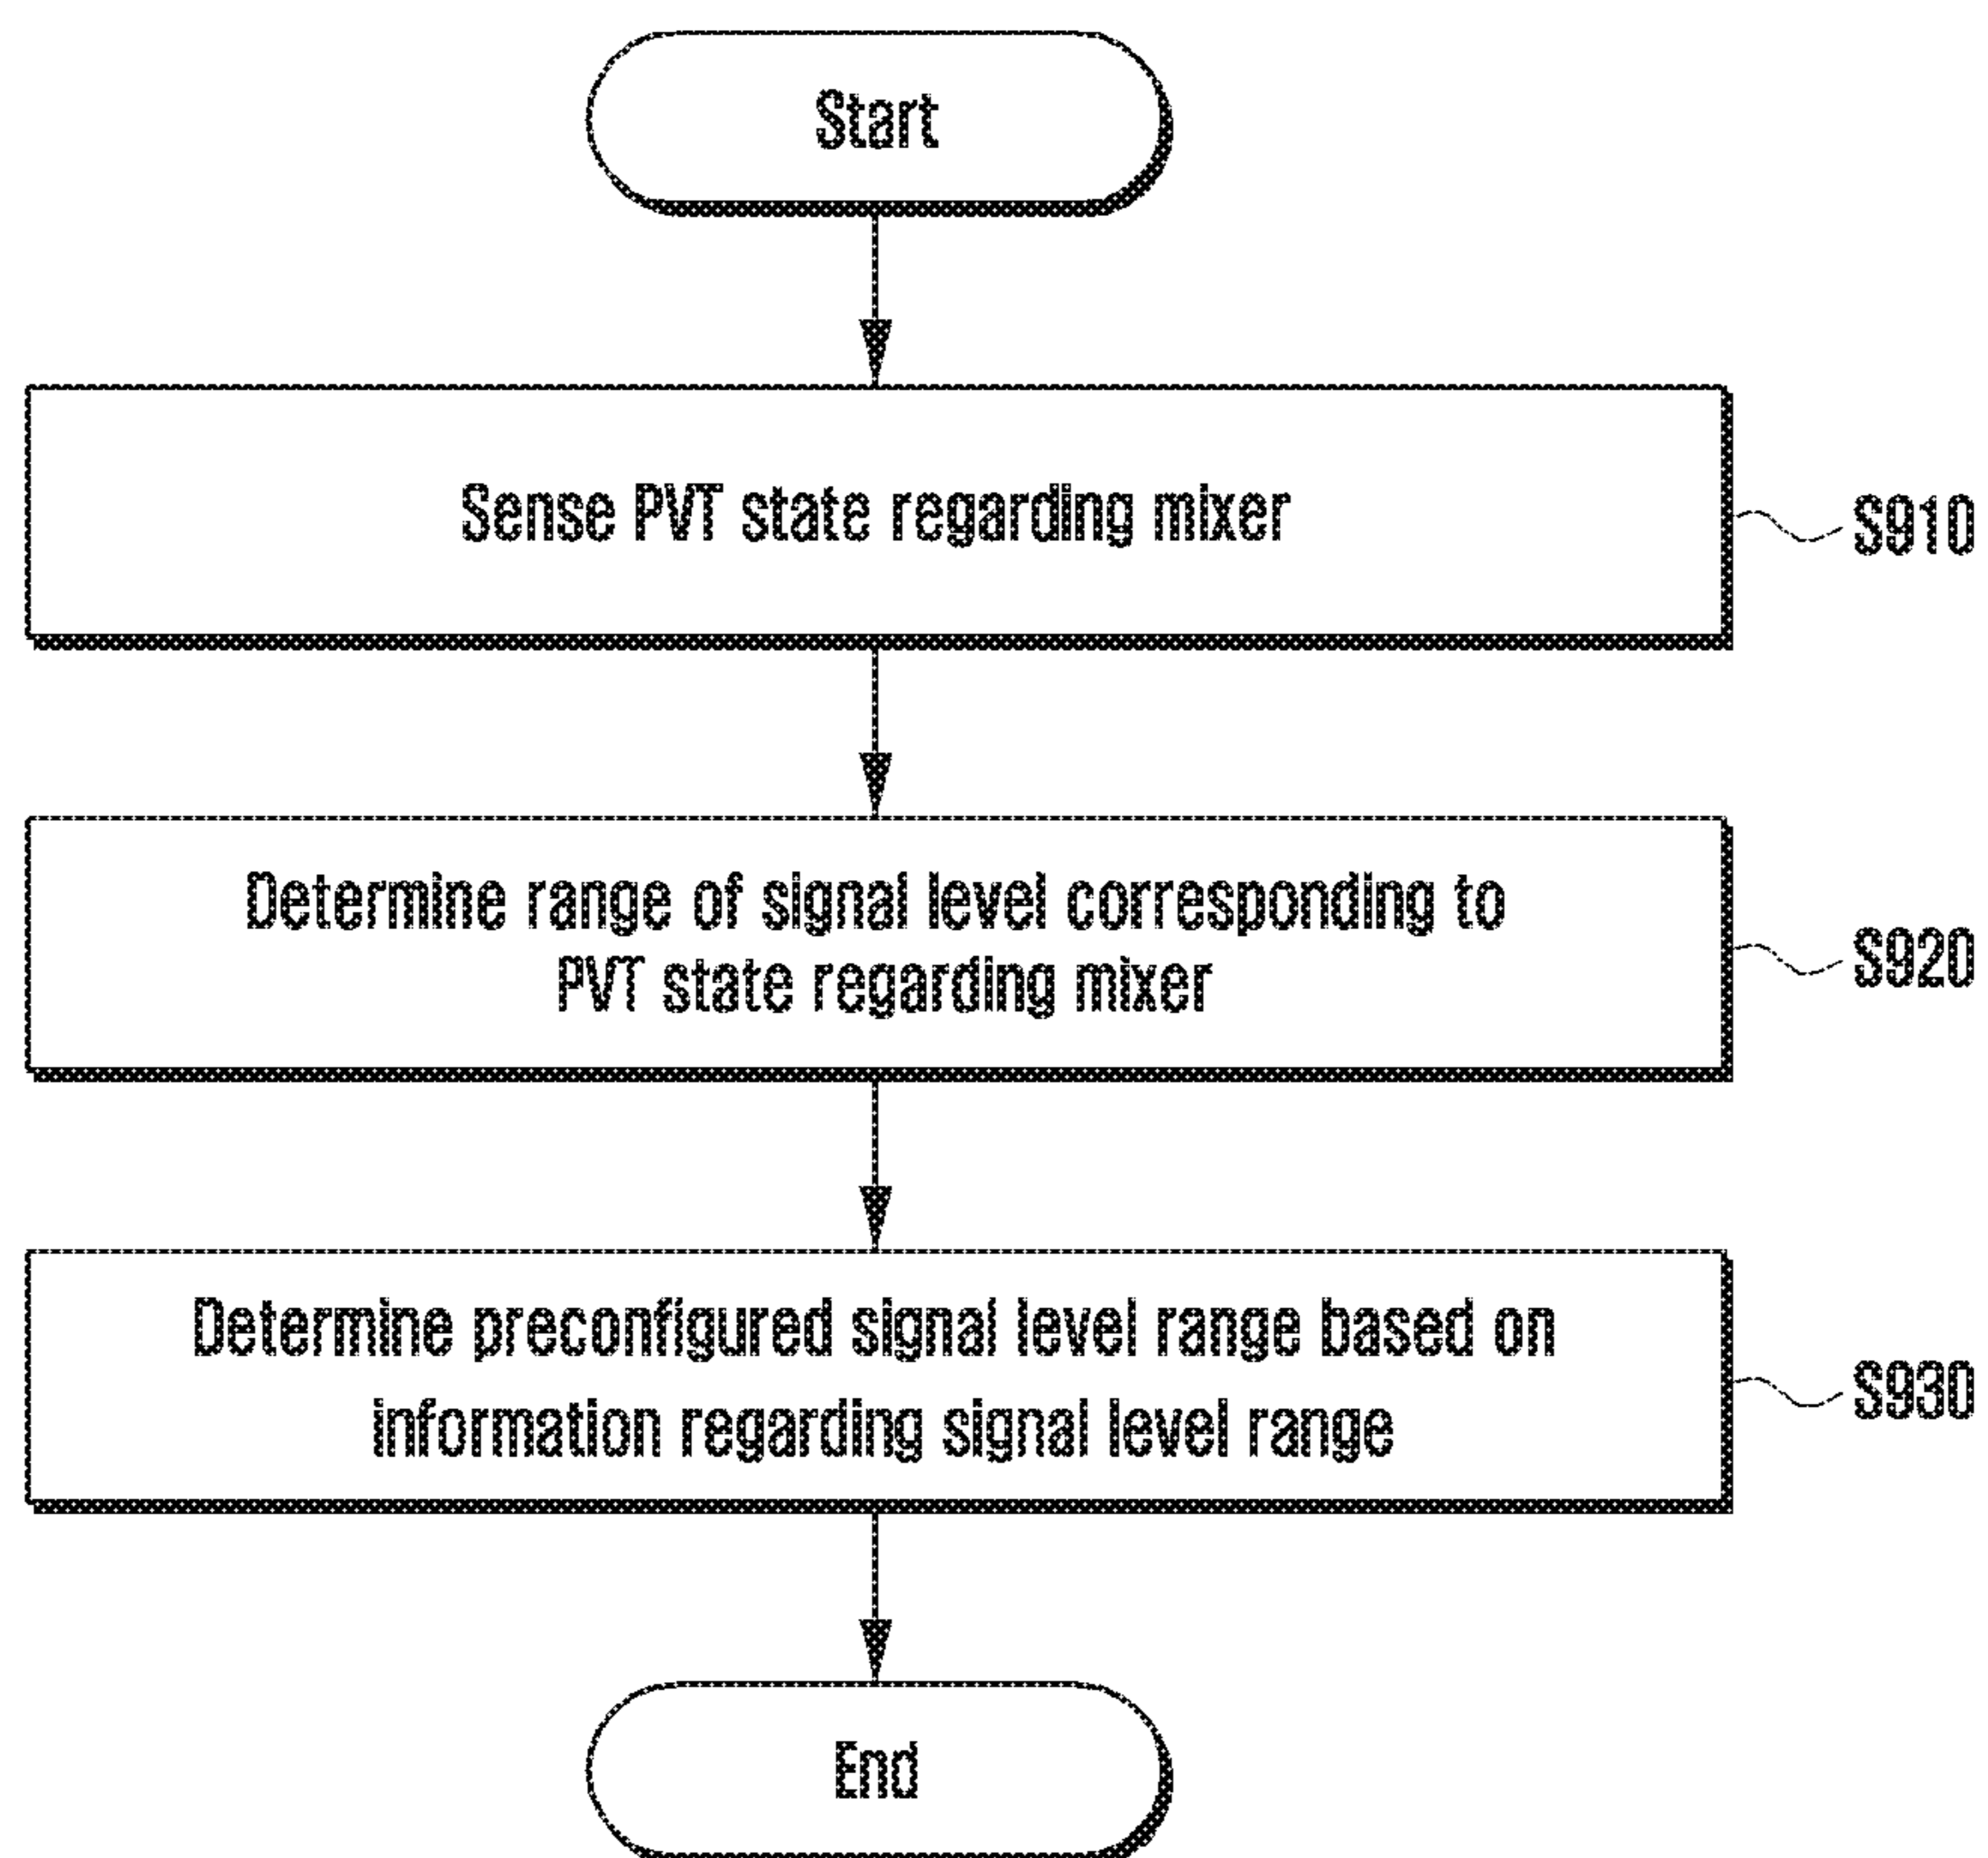 Start
Sense PVT state regarding mixer
S910
Determine range of signal level corresponding to
PVT state regarding mixer
S920
Determine preconfigured signal level range based on
information regarding signal level range
S930
End